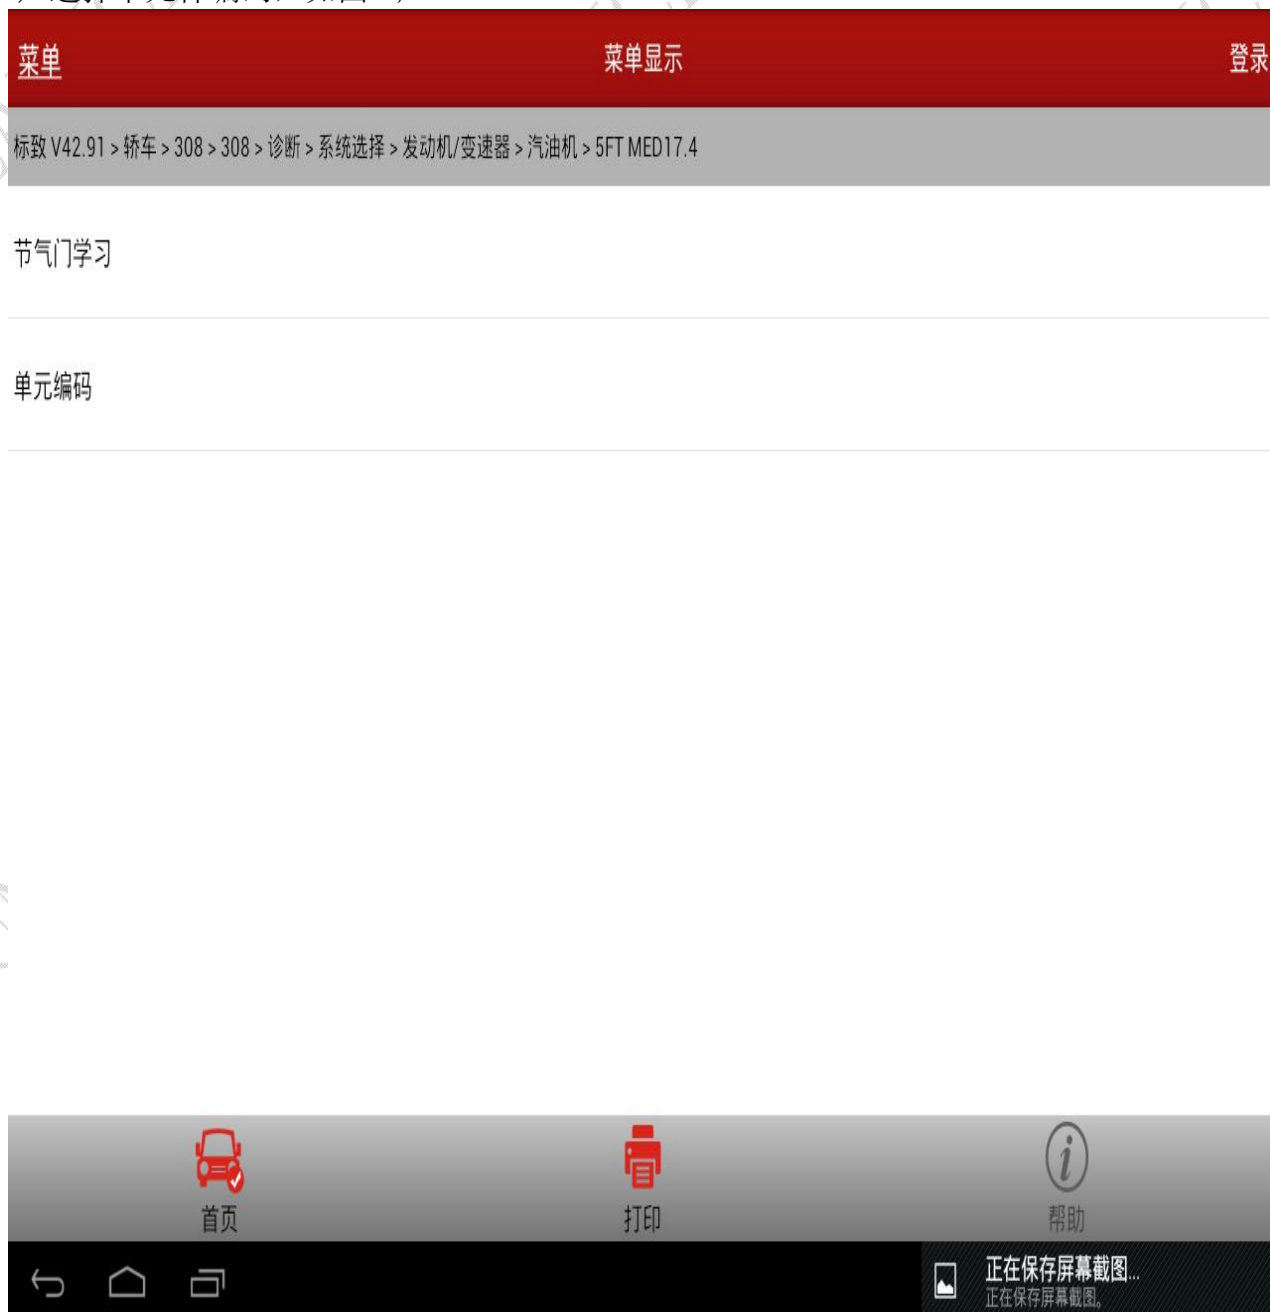 菜单
菜单显示
登录
标致 V42.91 > 轿车 > 308 > 308 > 诊断 > 系统选择 > 发动机/变速器 > 汽油机 > 5FT MED17.4
节气门学习
单元编码
首页
打印
帮助
正在保存屏幕截图...
正在保存屏幕截图。